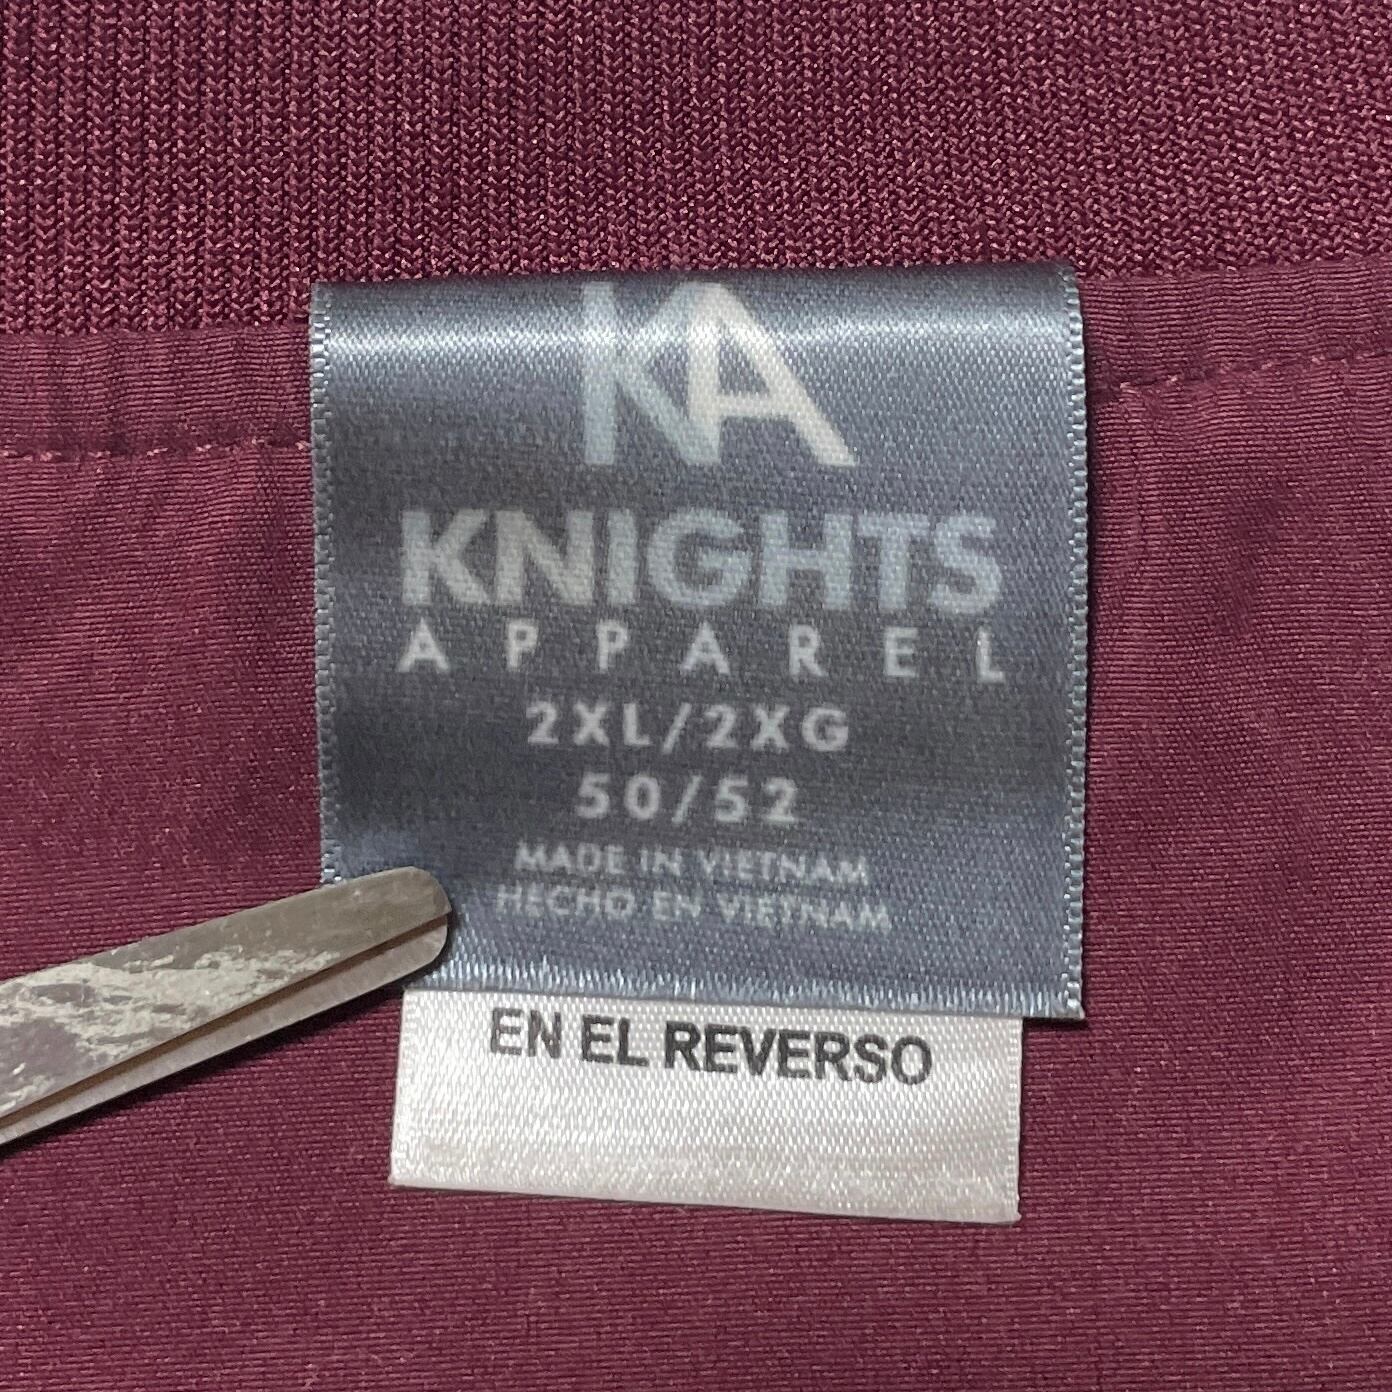 KA
KNIGHTS
APPAREL
2XL/2XG
50/52
MADE IN VIETNAM
HECHO EN VIETNAM
EN EL REVERSO